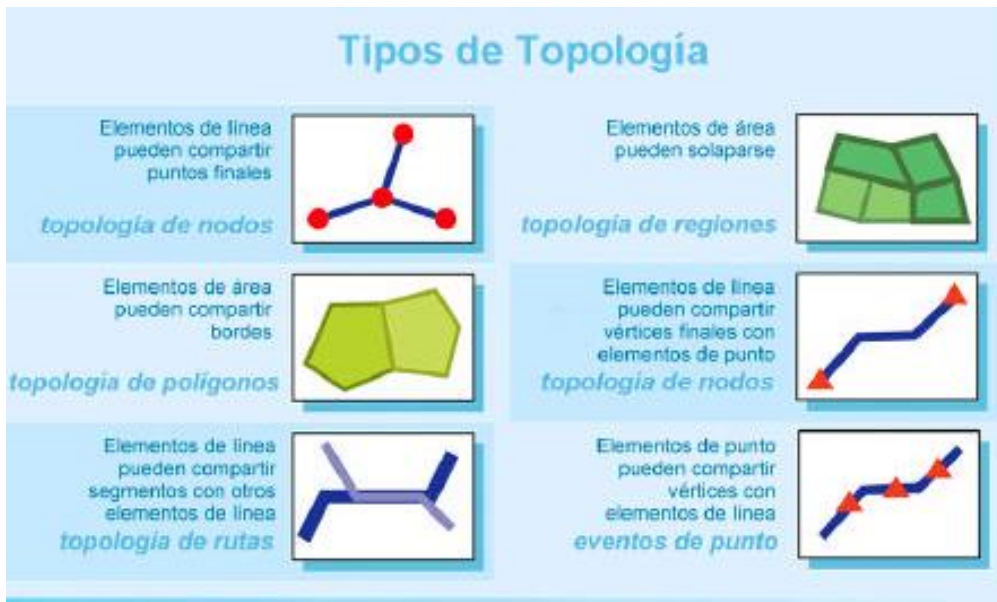 Tipos de Topología
Elementos de línea
pueden compartir
puntos finales
topología de nodos
Elementos de área
pueden solaparse
topología de regiones
Elementos de área
pueden compartir
bordes
topología de polígonos
Elementos de línea
pueden compartir
vértices finales con
elementos de punto
topología de nodos
Elementos de línea
pueden compartir
segmentos con otros
elementos de línea
topología de rutas
Elementos de punto
pueden compartir
vértices con
elementos de línea
eventos de punto